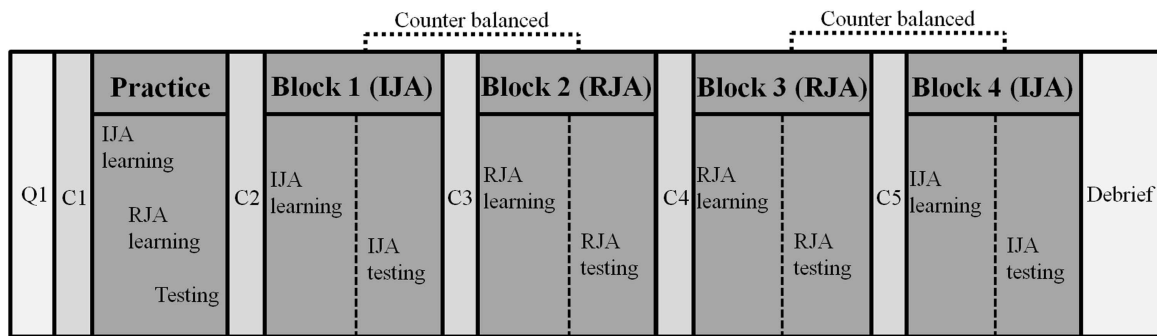 Counter balanced
Counter balanced
Q1
C1
Practice
IJA
learning
RJA
learning
Testing
C2
Block 1 (IJA)
IJA
learning
IJA
testing
C3
Block 2 (RJA)
RJA
learning
RJA
testing
C4
Block 3 (RJA)
RJA
learning
RJA
testing
C5
Block 4 (IJA)
IJA
learning
IJA
testing
Debrief